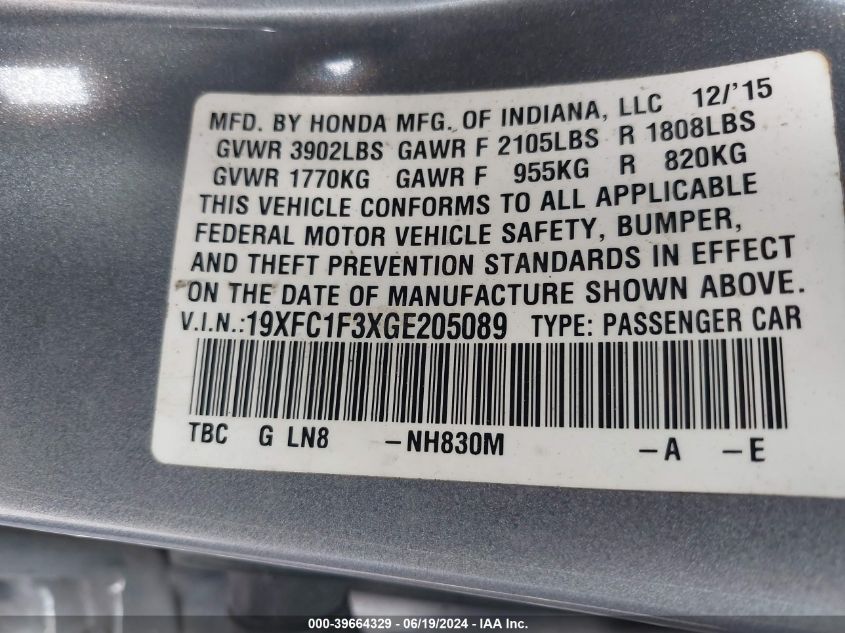 MFD. BY HONDA MFG. OF INDIANA, LLC 12/'15
GVWR 3902LBS GAWR F 2105LBS R 1808LBS
GVWR 1770KG GAWR F 955KG R 820KG
THIS VEHICLE CONFORMS TO ALL APPLICABLE
FEDERAL MOTOR VEHICLE SAFETY, BUMPER,
AND THEFT PREVENTION STANDARDS IN EFFECT
ON THE DATE OF MANUFACTURE SHOWN ABOVE.
V.I.N.:19XFC1F3XGE205089 TYPE: PASSENGER CAR
TBC G LN8 -NH830M -A -E
000-39664329 - 06/19/2024 - IAAI Inc.